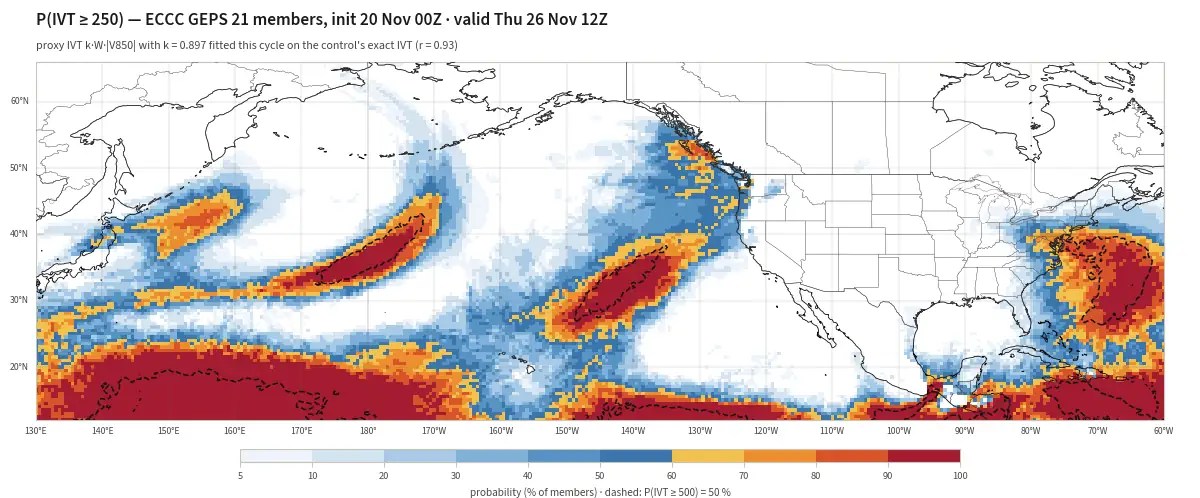 P(IVT ≥ 250) — ECCC GEPS 21 members, init 20 Nov 00Z · valid Thu 26 Nov 12Z
proxy IVT k·W·|V850| with k = 0.897 fitted this cycle on the control's exact IVT (r = 0.93)
60°N
50°N
40°N
30°N
20°N
130°E 140°E 150°E 160°E 170°E 180° 170°W 160°W 150°W 140°W 130°W 120°W 110°W 100°W 90°W 80°W 70°W 60°W
5 10 20 30 40 50 60 70 80 90 100
probability (% of members) · dashed: P(IVT ≥ 500) = 50 %